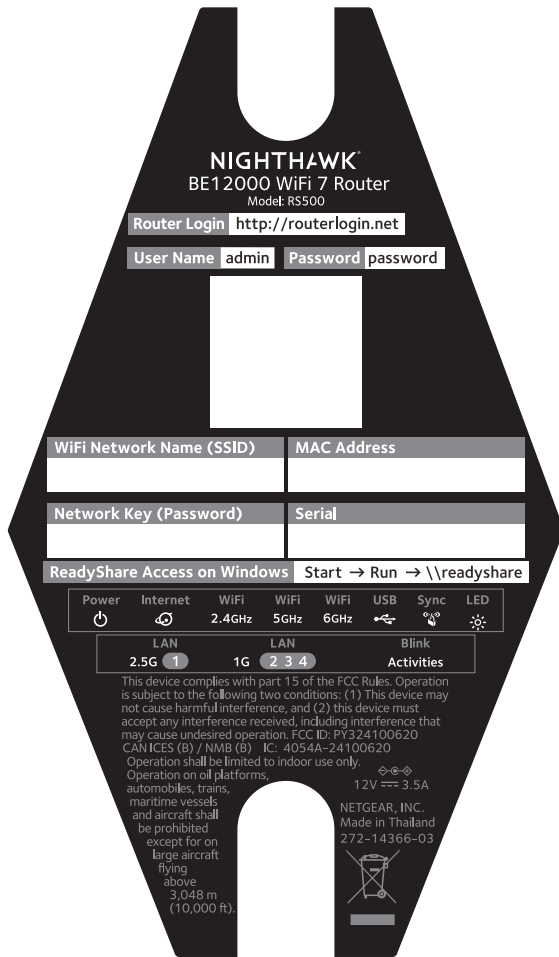 NIGHTHAWK®
BE12000 WiFi 7 Router
Model: RS500
Router Login http://routerlogin.net
User Name admin Password password
WiFi Network Name (SSID) MAC Address
Network Key (Password) Serial
ReadyShare Access on Windows Start → Run → \\readyshare
Power Internet WiFi WiFi WiFi USB Sync LED
2.4GHz 5GHz 6GHz
LAN LAN Blink
2.5G 1 1G 2 3 4 Activities
This device complies with part 15 of the FCC Rules. Operation
is subject to the following two conditions: (1) This device may
not cause harmful interference, and (2) this device must
accept any interference received, including interference that
may cause undesired operation. FCC ID: PY324100620
CAN ICES (B) / NMB (B) IC: 4054A-24100620
Operation shall be limited to indoor use only.
Operation on oil platforms,
automobiles, trains,
maritime vessels
and aircraft shall
be prohibited
except for on
large aircraft
flying
above
3,048 m
(10,000 ft).
12V ⎓ 3.5A
NETGEAR, INC.
Made in Thailand
272-14366-03